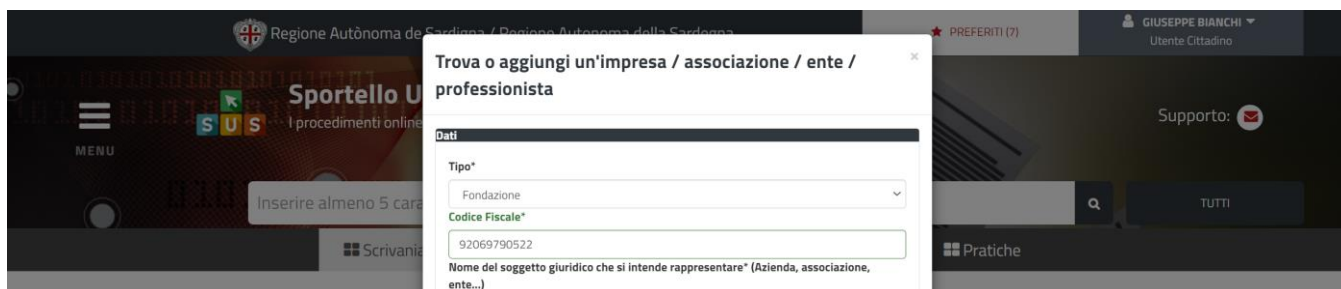 Regione Autònoma de Sardigna / Regione Autonoma della Sardegna
PREFERITI (7)
GIUSEPPE BIANCHI
Utente Cittadino
Trova o aggiungi un'impresa / associazione / ente /
professionista
×
MENU
SUS
Sportello U
I procedimenti online
Supporto:
Dati
Tipo*
Fondazione
Inserire almeno 5 cara
TUTTI
Codice Fiscale*
92069790522
Scrivania
Pratiche
Nome del soggetto giuridico che si intende rappresentare* (Azienda, associazione,
ente...)